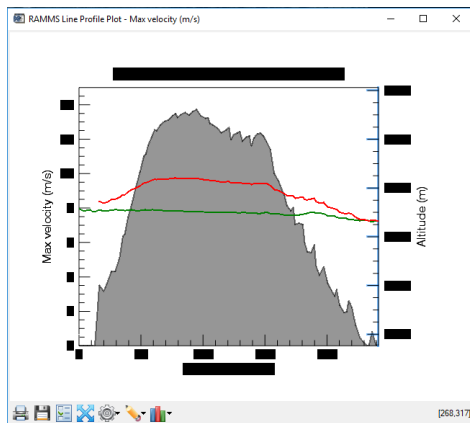 RAMMS Line Profile Plot - Max velocity (m/s)
Max velocity (m/s)
Altitude (m)
[268,317]